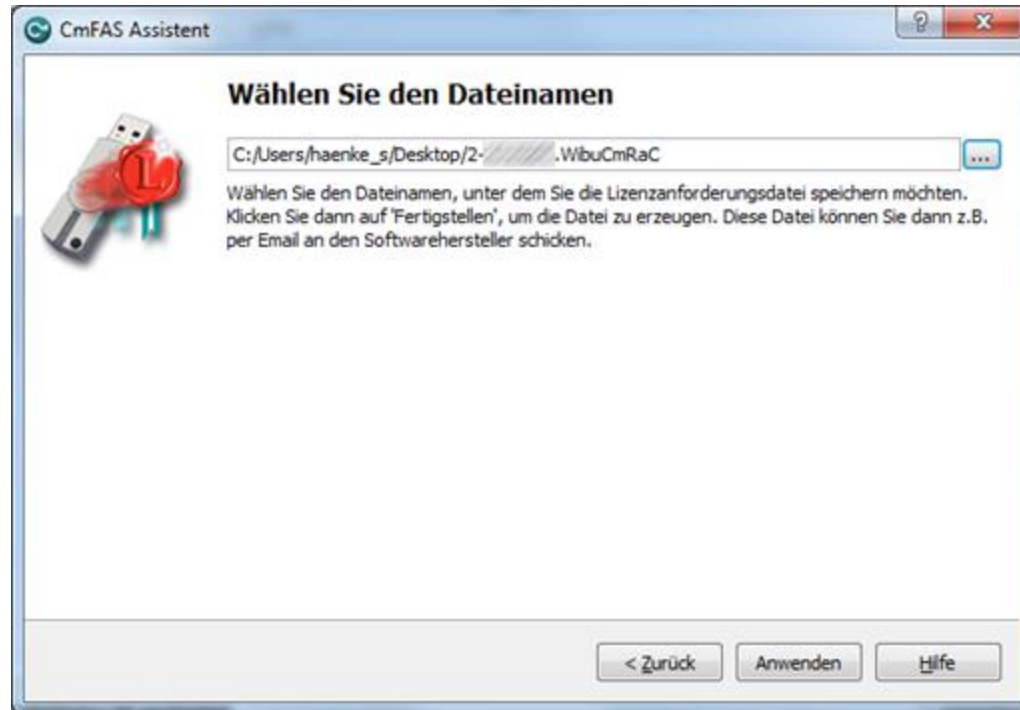 CmFAS Assistent
Wählen Sie den Dateinamen
C:/Users/haenke_s/Desktop/2- .WibuCmRaC
...
Wählen Sie den Dateinamen, unter dem Sie die Lizenzanforderungsdatei speichern möchten.
Klicken Sie dann auf 'Fertigstellen', um die Datei zu erzeugen. Diese Datei können Sie dann z.B.
per Email an den Softwarehersteller schicken.
< Zurück Anwenden Hilfe